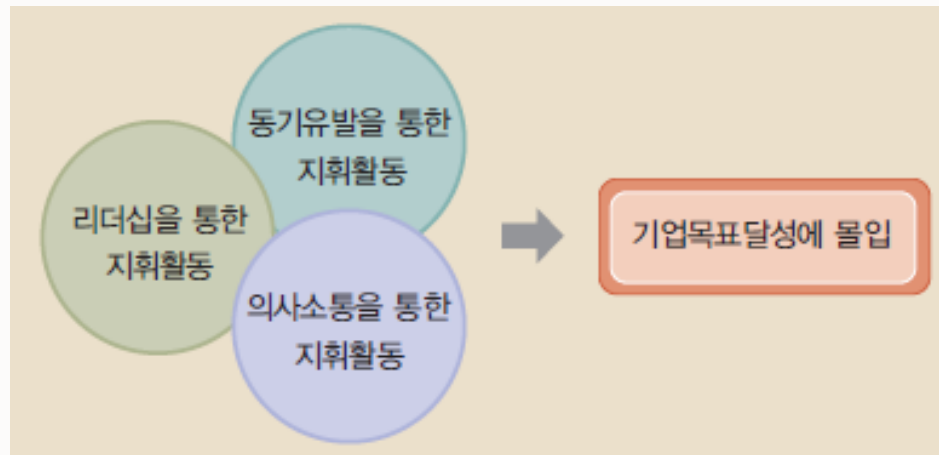 동기유발을 통한
지휘활동
리더십을 통한
지휘활동
의사소통을 통한
지휘활동
기업목표달성에 몰입